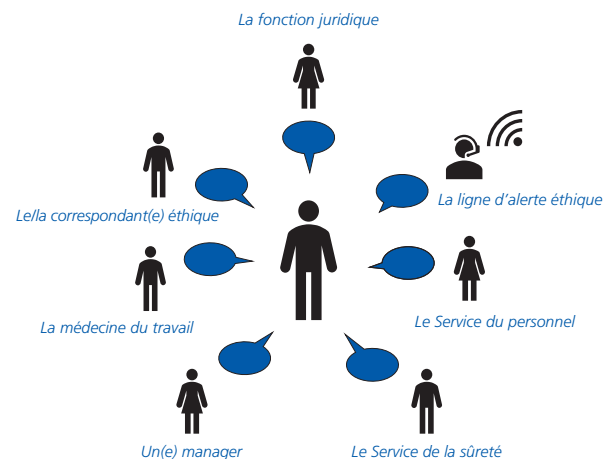 La fonction juridique
La ligne d'alerte éthique
Le/la correspondant(e) éthique
Le Service du personnel
La médecine du travail
Un(e) manager
Le Service de la sûreté